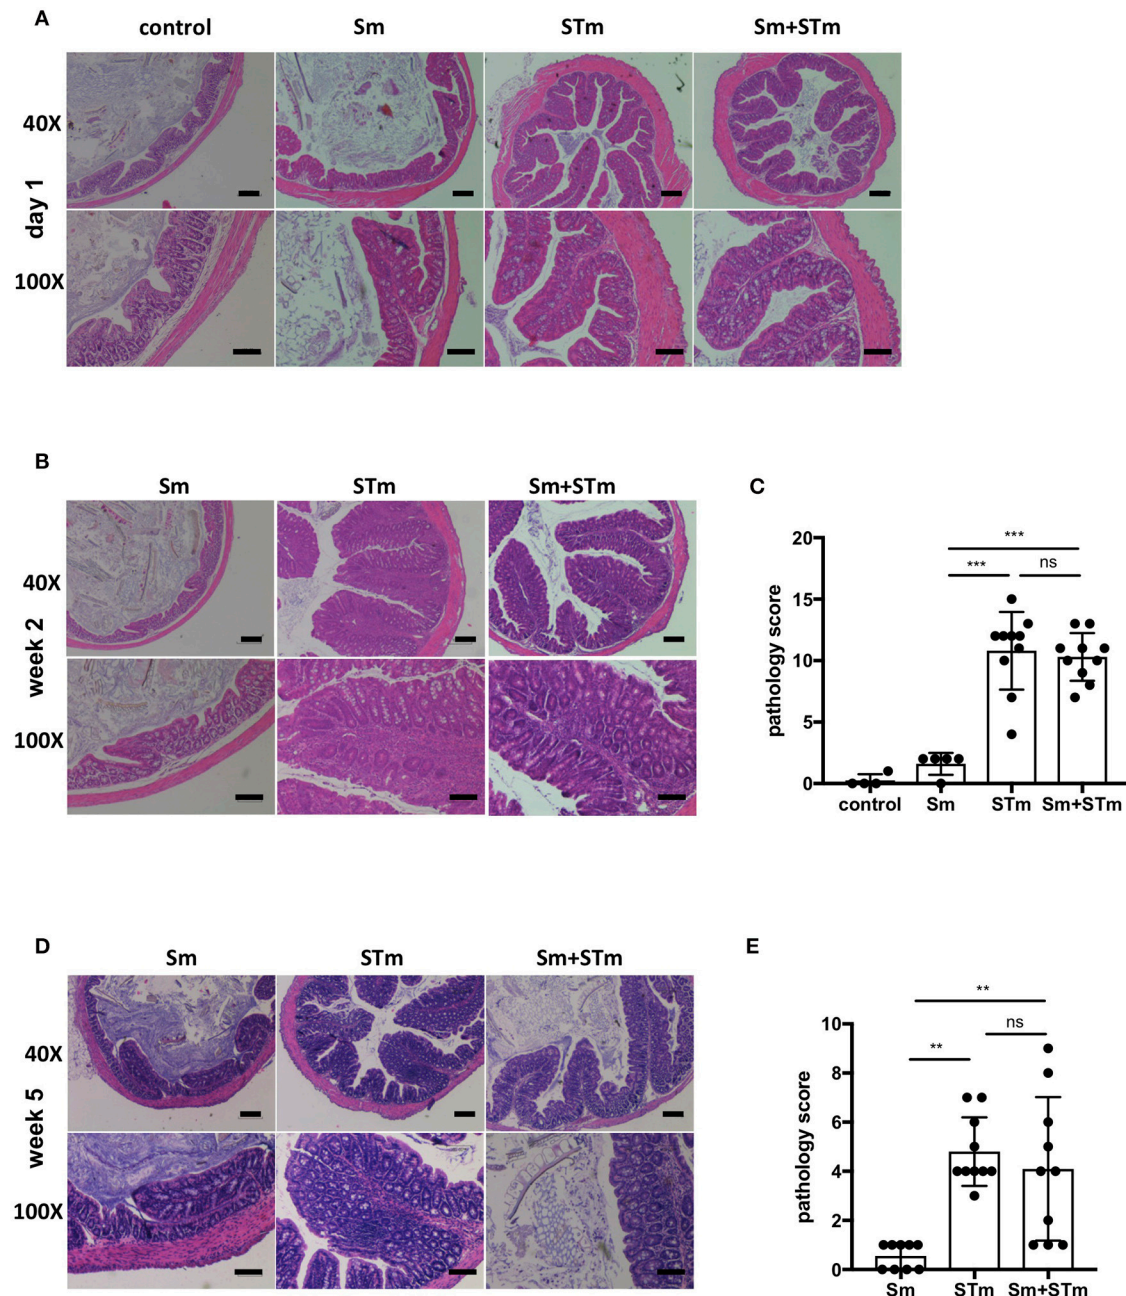 A
control Sm STm Sm+STm
40X
day 1
100X
B
Sm STm Sm+STm
40X
week 2
100X
C
pathology score
20
15
10
5
0
***
*** ns
control Sm STm Sm+STm
D
Sm STm Sm+STm
40X
week 5
100X
E
pathology score
10
8
6
4
2
0
**
** ns
Sm STm Sm+STm